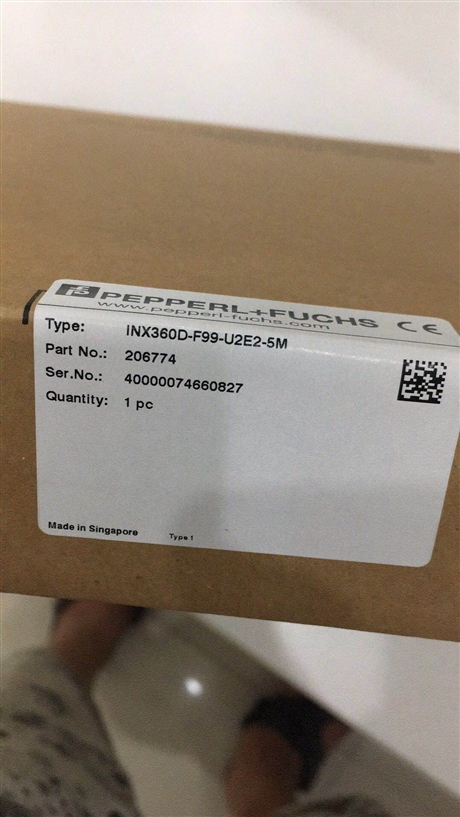 PEPPERL+FUCHS CE
www.pepperl-fuchs.com
Type: INX360D-F99-U2E2-5M
Part No.: 206774
Ser.No.: 40000074660827
Quantity: 1 pc
Made in Singapore Type 1